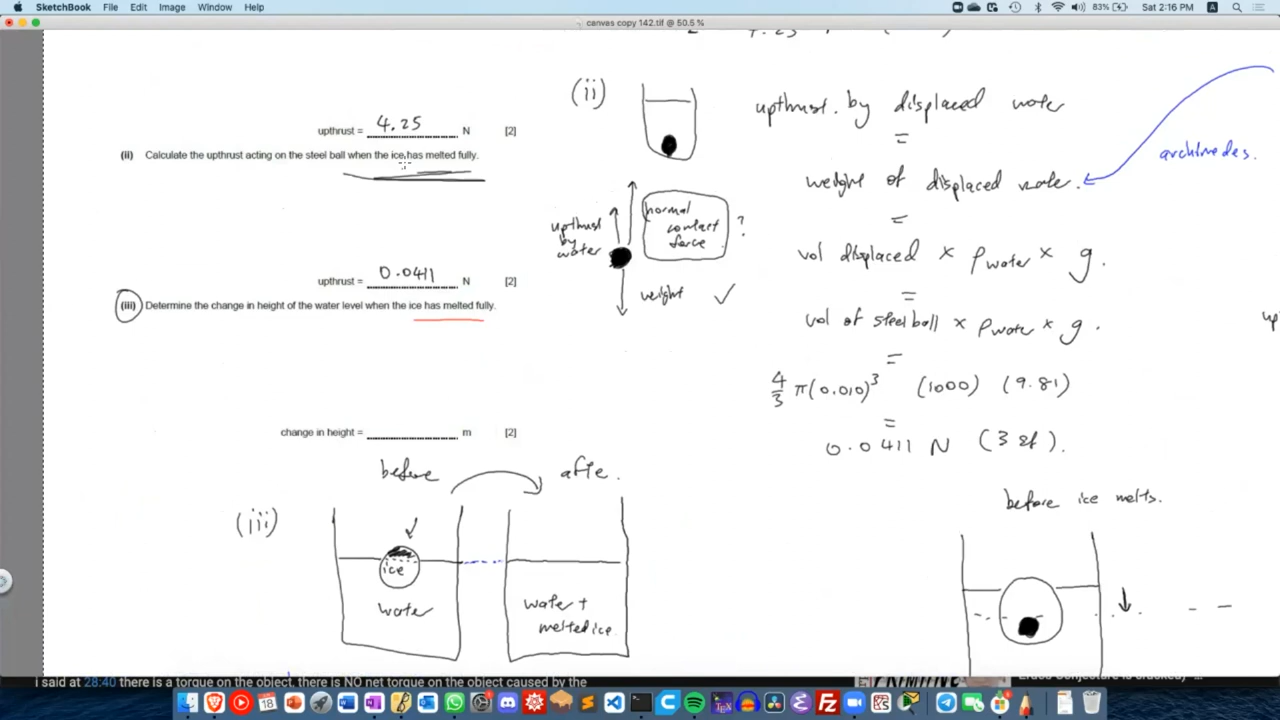 SketchBook File Edit Image Window Help
83% Sat 2:16 PM
canvas copy 142.tif @ 50.5 %
upthrust = 4.25 N [2]
(ii) Calculate the upthrust acting on the steel ball when the ice has melted fully.
upthrust = 0.0411 N [2]
(iii) Determine the change in height of the water level when the ice has melted fully.
change in height = m [2]
(ii)
upthrust by water
normal contact force
?
weight ✓
upthrust. by displaced water
=
weight of displaced water.
archimedes.
=
vol displaced × ρwater × g.
=
vol of steel ball × ρwater × g.
=
4/3 π(0.010)³ (1000) (9.81)
=
0.0411 N (3 sf).
(iii)
before
ice
water
afte.
water + melted ice.
before ice melts.
up
i said at 28:40 there is a torque on the object. there is NO net torque on the object caused by the